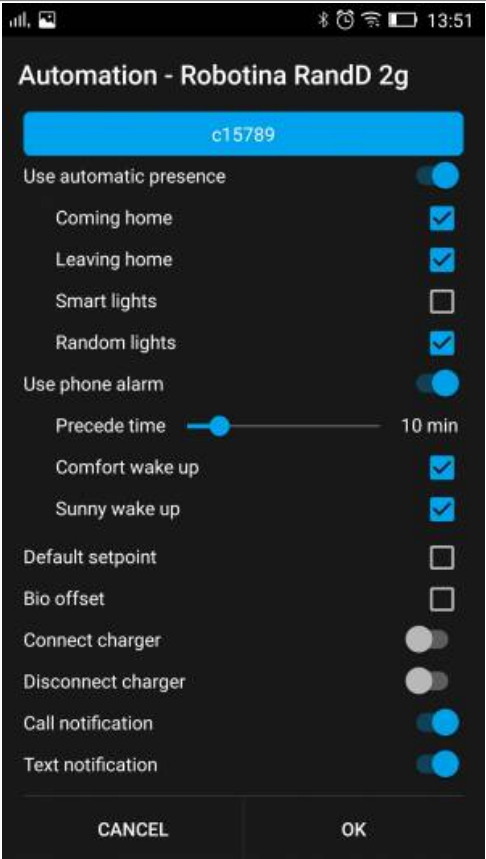 13:51
Automation - Robotina RandD 2g
c15789
Use automatic presence
Coming home
Leaving home
Smart lights
Random lights
Use phone alarm
Precede time 10 min
Comfort wake up
Sunny wake up
Default setpoint
Bio offset
Connect charger
Disconnect charger
Call notification
Text notification
CANCEL OK